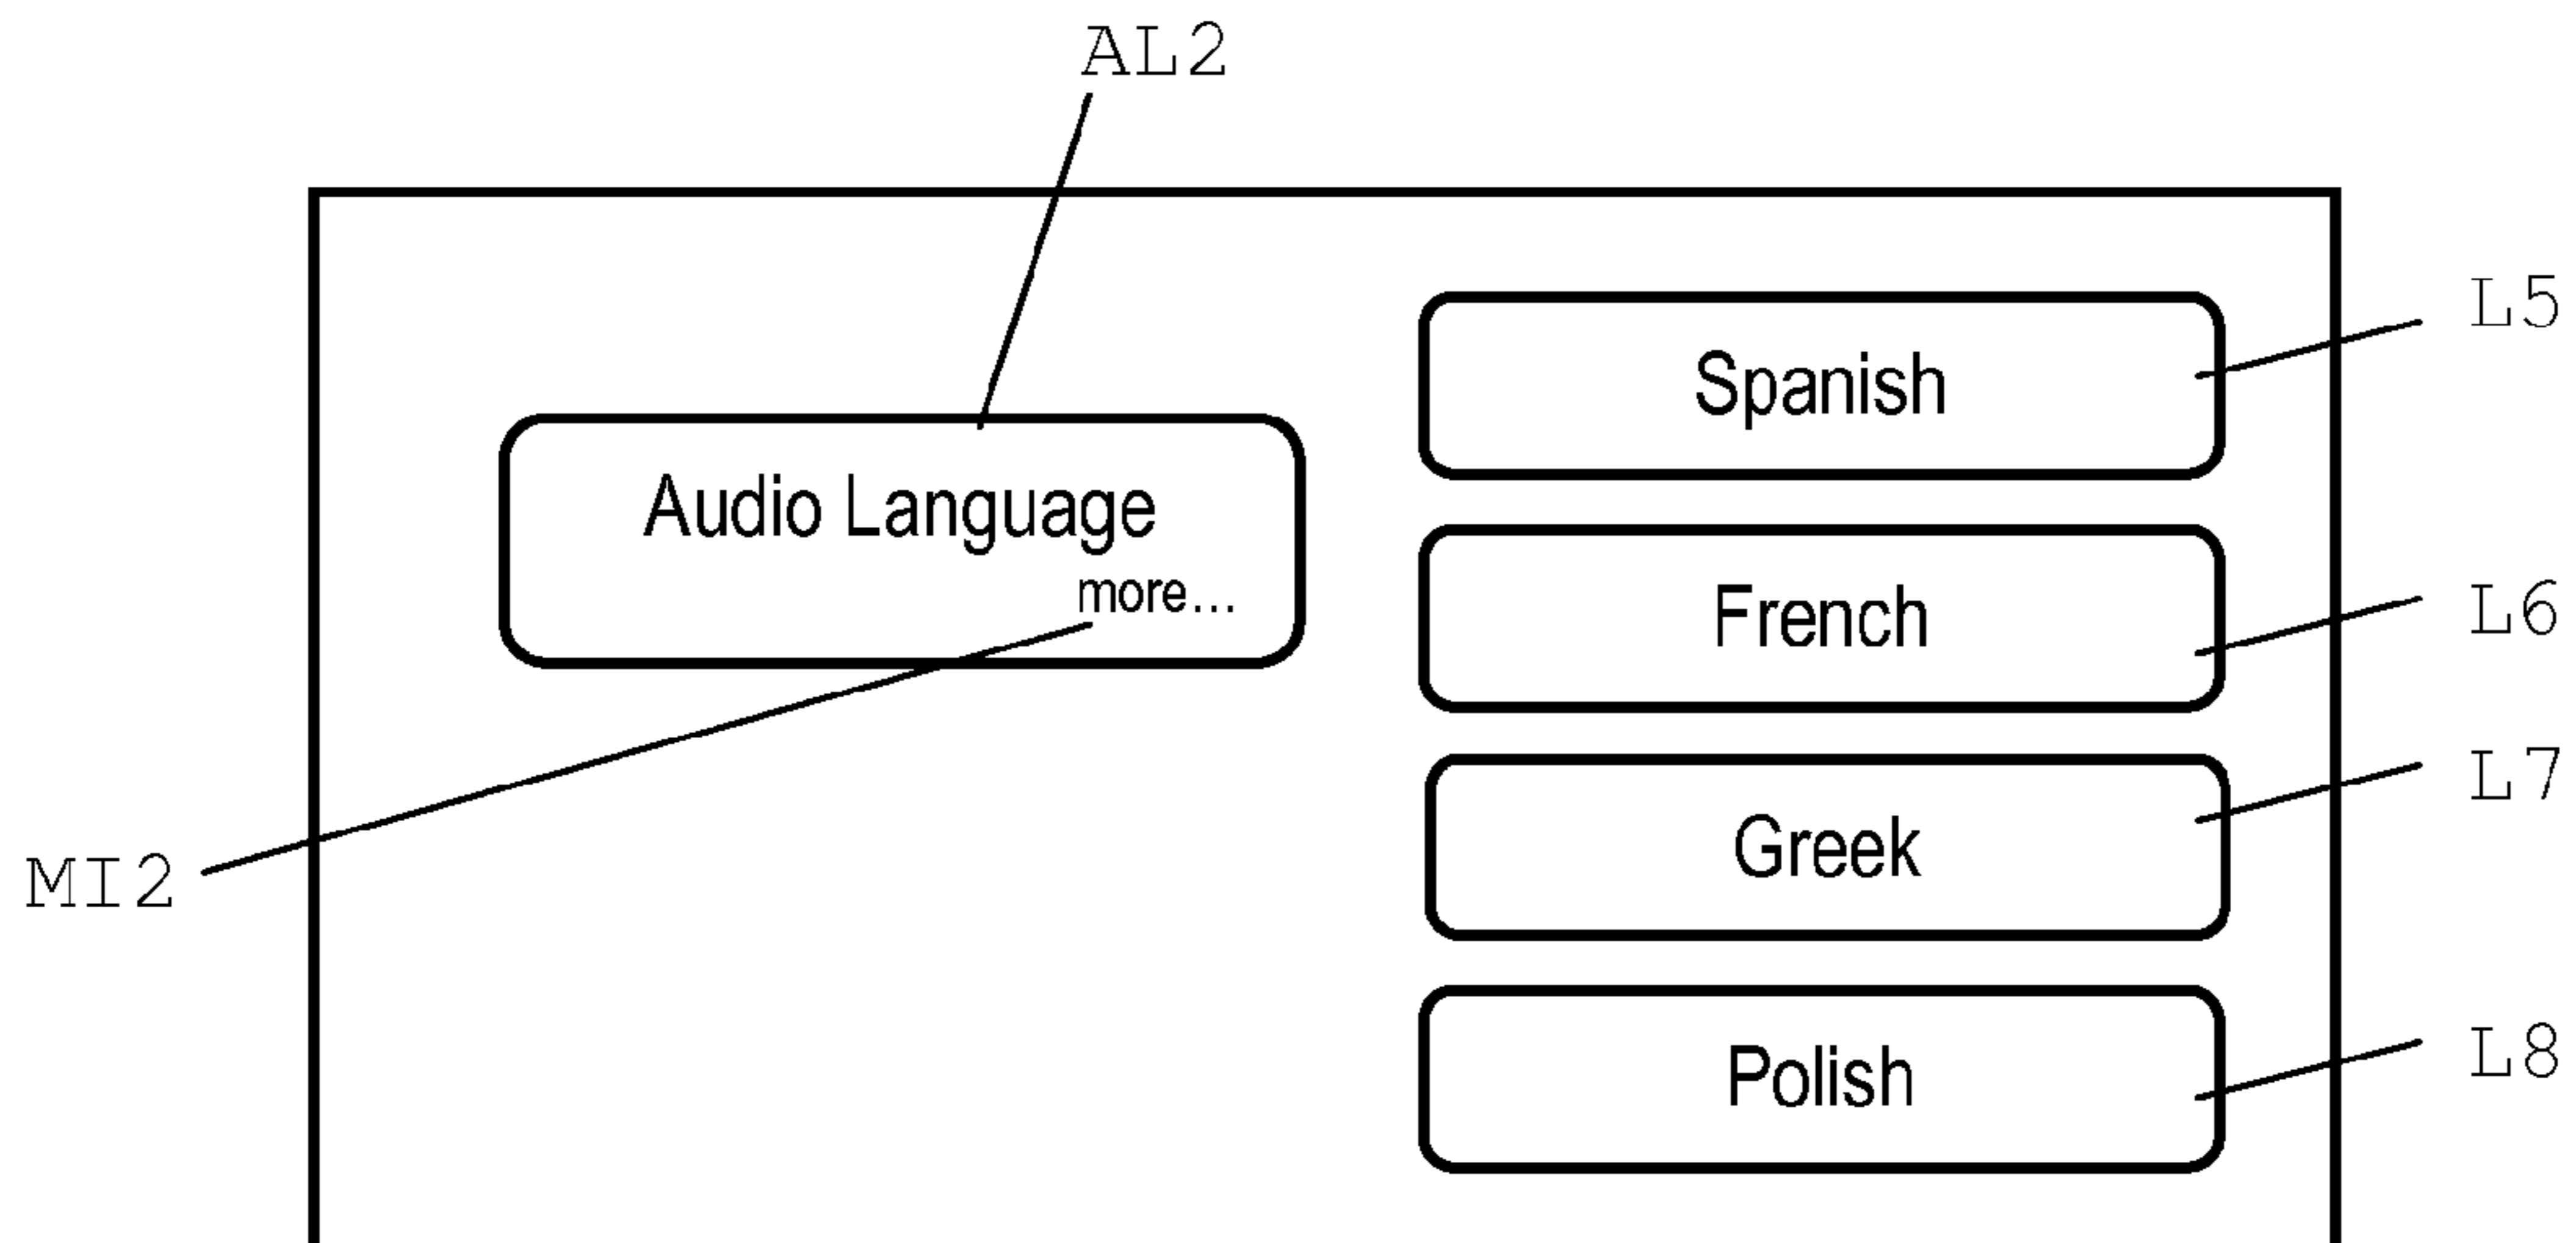 AL2
L5
Spanish
Audio Language
more...
L6
French
L7
Greek
MI2
L8
Polish